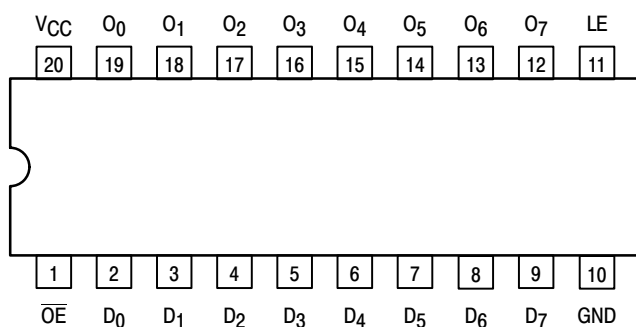 VCC O0 O1 O2 O3 O4 O5 O6 O7 LE
20 19 18 17 16 15 14 13 12 11
1 2 3 4 5 6 7 8 9 10
O̅E̅ D0 D1 D2 D3 D4 D5 D6 D7 GND